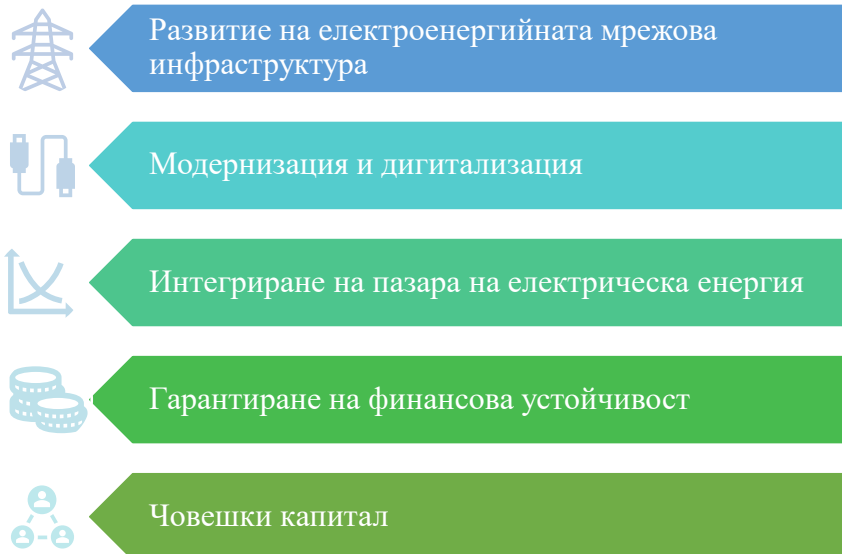 Развитие на електроенергийната мрежова
инфраструктура
Модернизация и дигитализация
Интегриране на пазара на електрическа енергия
Гарантиране на финансова устойчивост
Човешки капитал